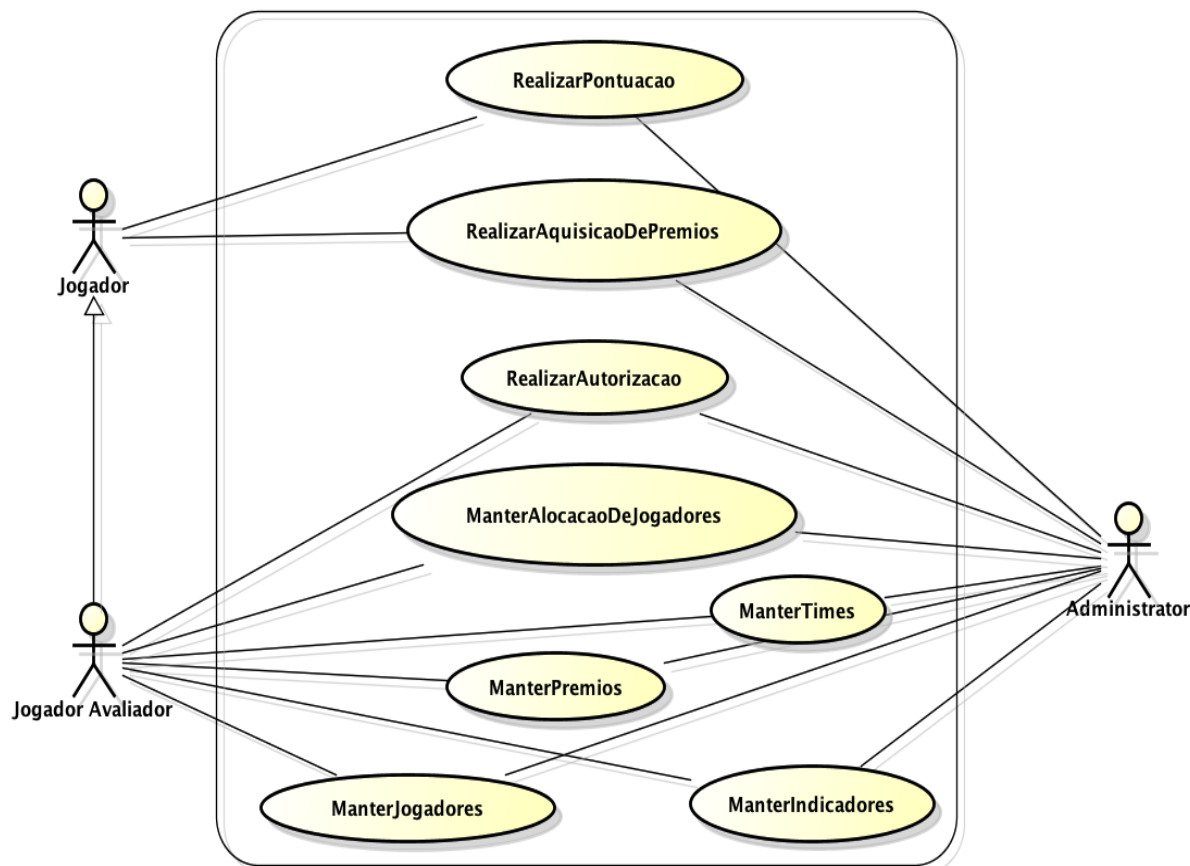 RealizarPontuacao
RealizarAquisicaoDePremios
Jogador
RealizarAutorizacao
ManterAlocacaoDeJogadores
ManterTimes
Administrator
ManterPremios
Jogador Avaliador
ManterJogadores
ManterIndicadores